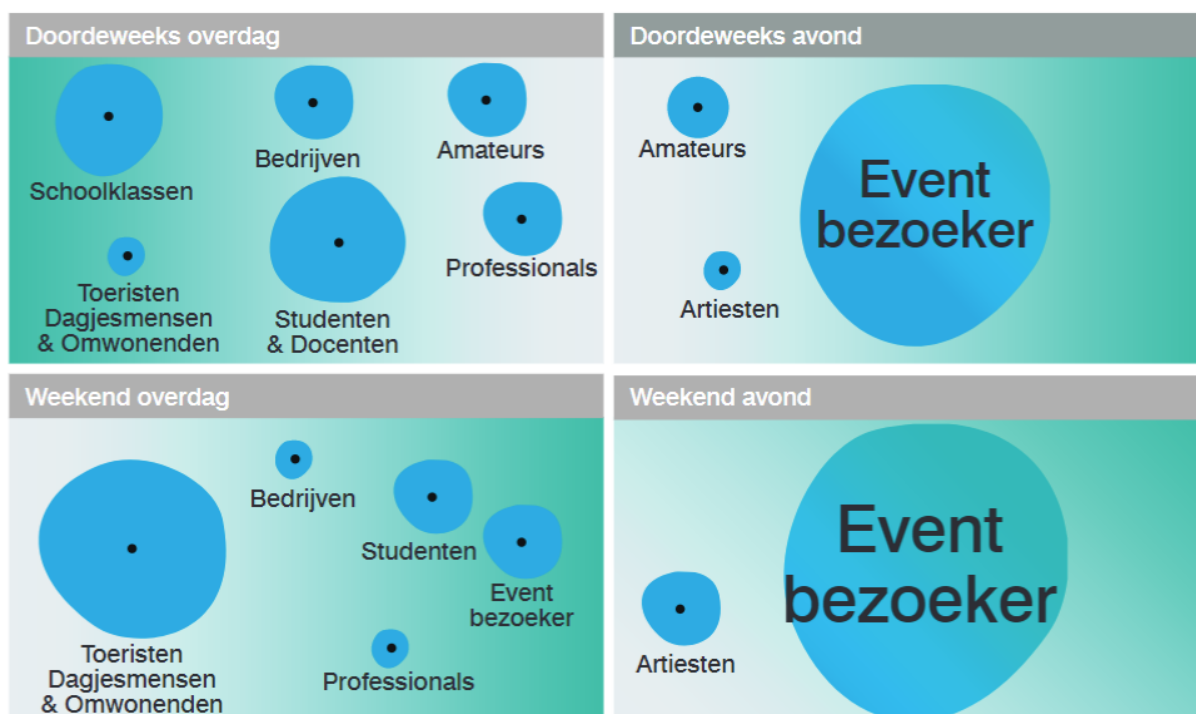 Doordeweeks overdag
Schoolklassen
Bedrijven
Amateurs
Toeristen
Dagjesmensen
& Omwonenden
Studenten
& Docenten
Professionals
Doordeweeks avond
Amateurs
Artiesten
Event
bezoeker
Weekend overdag
Toeristen
Dagjesmensen
& Omwonenden
Bedrijven
Studenten
Event
bezoeker
Professionals
Weekend avond
Artiesten
Event
bezoeker